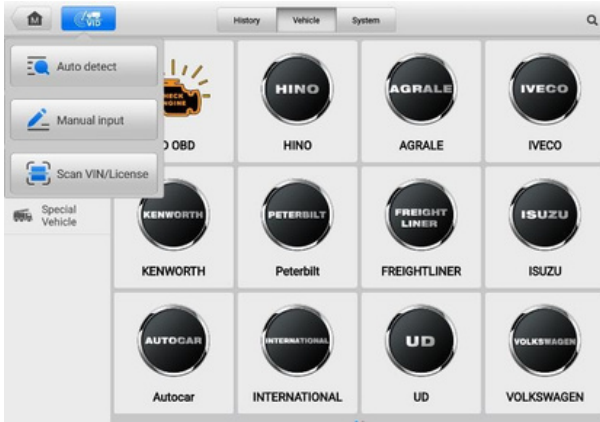 VID
History
Vehicle
System
Auto detect
Manual input
Scan VIN/License
Special
Vehicle
CHECK
ENGINE
OBD
HINO
HINO
AGRALE
AGRALE
IVECO
IVECO
KENWORTH
KENWORTH
PETERBILT
Peterbilt
FREIGHT
LINER
FREIGHTLINER
ISUZU
ISUZU
AUTOCAR
Autocar
INTERNATIONAL
INTERNATIONAL
UD
UD
VOLKSWAGEN
VOLKSWAGEN